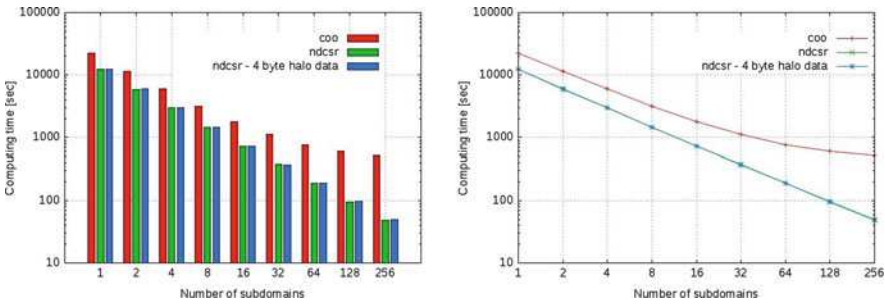 100000
10000
1000
100
10
Computing time [sec]
coo
ndcsr
ndcsr - 4 byte halo data
1 2 4 8 16 32 64 128 256
Number of subdomains
100000
10000
1000
100
10
Computing time [sec]
coo
ndcsr
ndcsr - 4 byte halo data
1 2 4 8 16 32 64 128 256
Number of subdomains